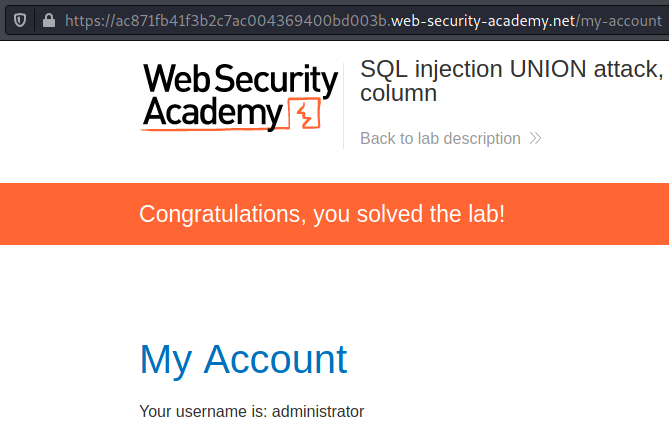 https://ac871fb41f3b2c7ac004369400bd003b.web-security-academy.net/my-account
Web Security
Academy
SQL injection UNION attack,
column
Back to lab description
Congratulations, you solved the lab!
My Account
Your username is: administrator